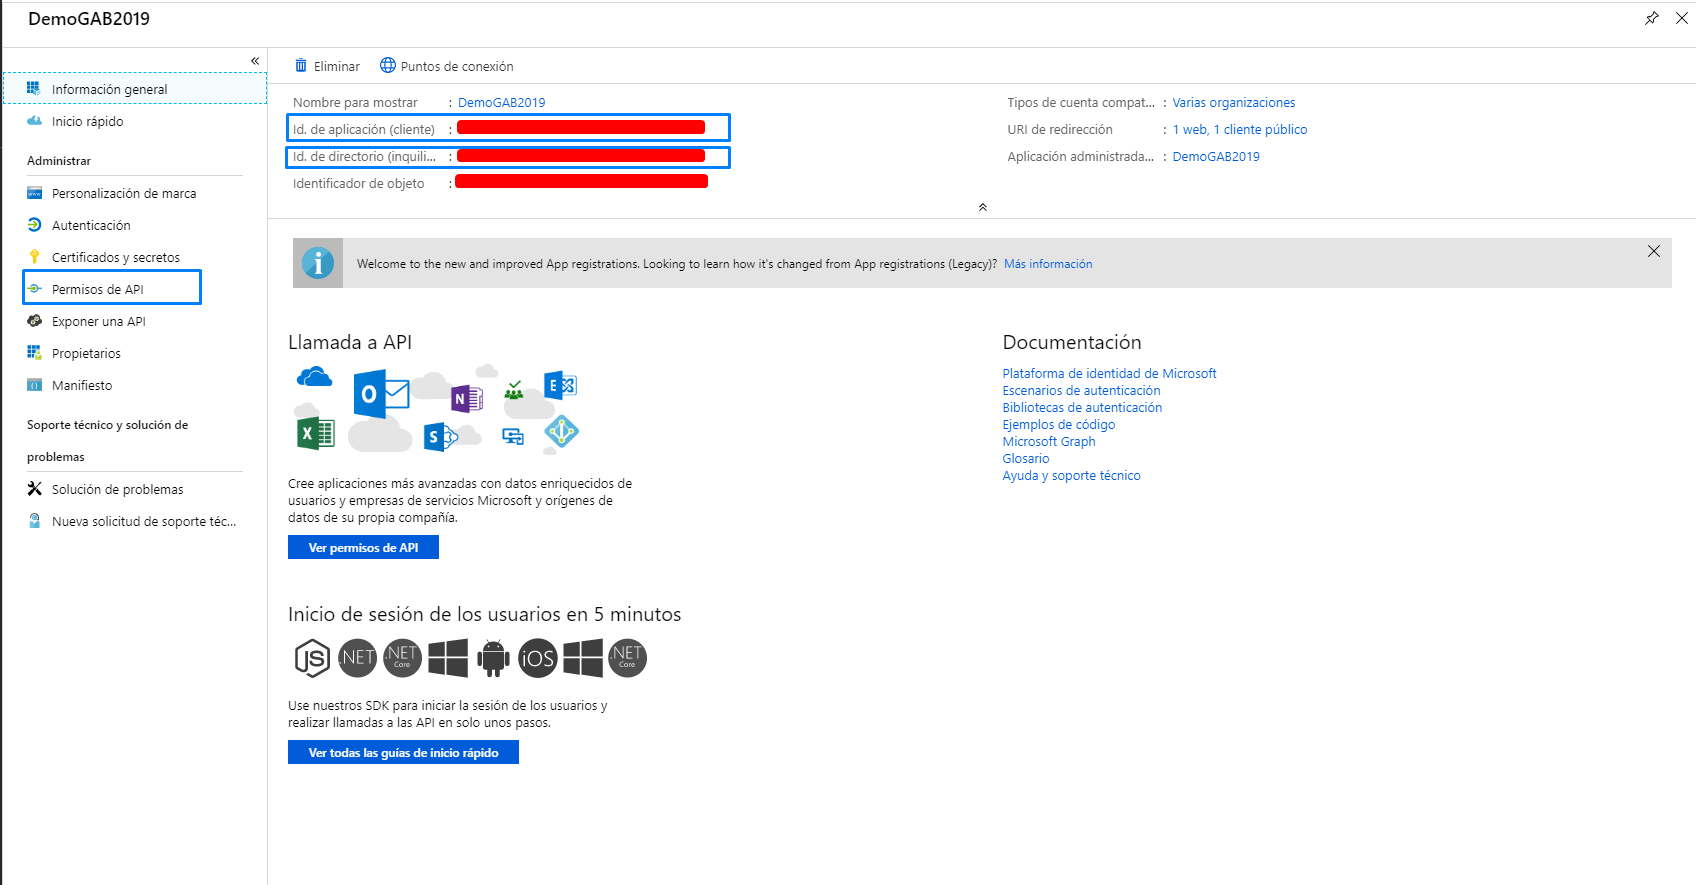 DemoGAB2019
«
Información general
Inicio rápido
Administrar
Personalización de marca
Autenticación
Certificados y secretos
Permisos de API
Exponer una API
Propietarios
Manifiesto
Soporte técnico y solución de
problemas
Solución de problemas
Nueva solicitud de soporte téc...
Eliminar
Puntos de conexión
Nombre para mostrar : DemoGAB2019
Id. de aplicación (cliente) :
Id. de directorio (inquili... :
Identificador de objeto :
Tipos de cuenta compat... : Varias organizaciones
URI de redirección : 1 web, 1 cliente público
Aplicación administrada... : DemoGAB2019
Welcome to the new and improved App registrations. Looking to learn how it's changed from App registrations (Legacy)? Más información
Llamada a API
O
N
E
X
S
Cree aplicaciones más avanzadas con datos enriquecidos de
usuarios y empresas de servicios Microsoft y orígenes de
datos de su propia compañía.
Ver permisos de API
Inicio de sesión de los usuarios en 5 minutos
JS
.NET
.NET
Core
iOS
.NET
Core
Use nuestros SDK para iniciar la sesión de los usuarios y
realizar llamadas a las API en solo unos pasos.
Ver todas las guías de inicio rápido
Documentación
Plataforma de identidad de Microsoft
Escenarios de autenticación
Bibliotecas de autenticación
Ejemplos de código
Microsoft Graph
Glosario
Ayuda y soporte técnico